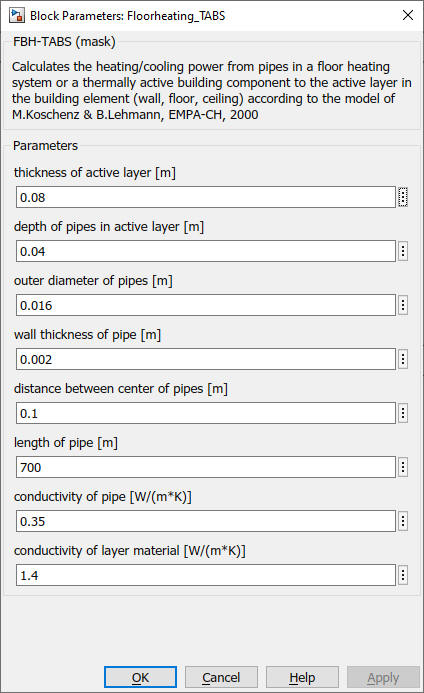 Block Parameters: Floorheating_TABS
FBH-TABS (mask)
Calculates the heating/cooling power from pipes in a floor heating
system or a thermally active building component to the active layer in
the building element (wall, floor, ceiling) according to the model of
M.Koschenz & B.Lehmann, EMPA-CH, 2000
Parameters
thickness of active layer [m]
0.08
depth of pipes in active layer [m]
0.04
outer diameter of pipes [m]
0.016
wall thickness of pipe [m]
0.002
distance between center of pipes [m]
0.1
length of pipe [m]
700
conductivity of pipe [W/(m*K)]
0.35
conductivity of layer material [W/(m*K)]
1.4
OK Cancel Help Apply